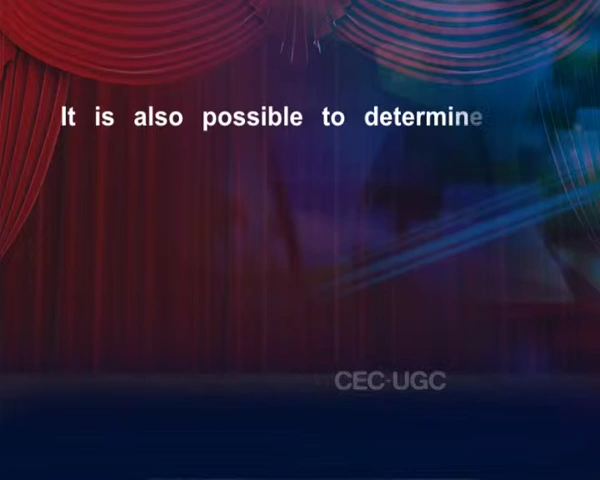 It is also possible to determine
CEC-UGC